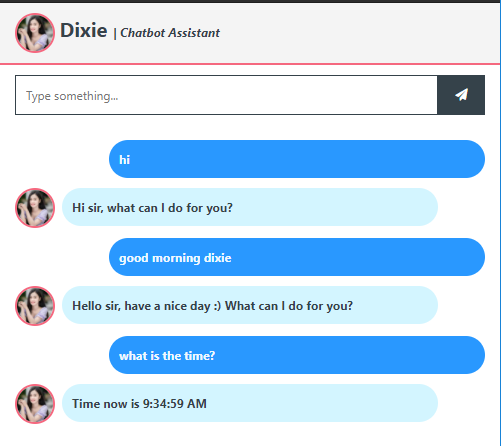 Dixie | Chatbot Assistant
Type something...
hi
Hi sir, what can I do for you?
good morning dixie
Hello sir, have a nice day :) What can I do for you?
what is the time?
Time now is 9:34:59 AM